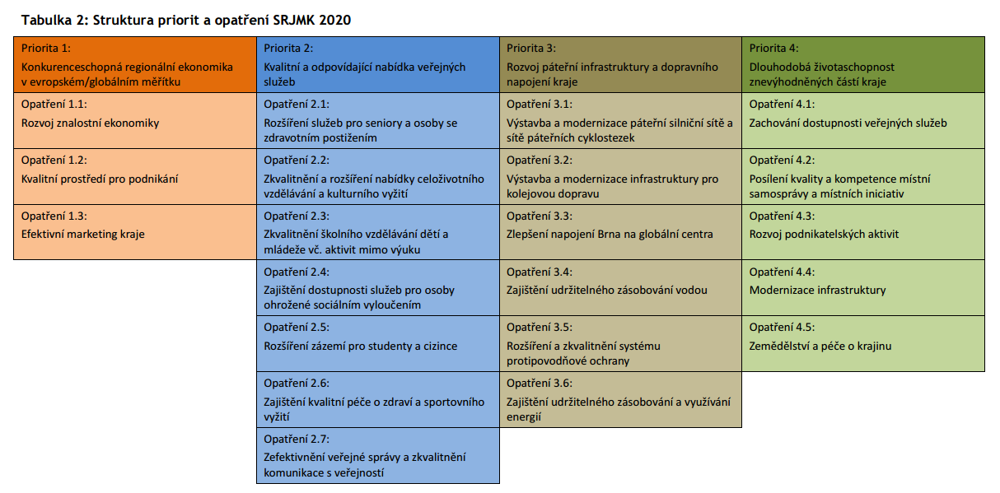 Tabulka 2: Struktura priorit a opatření SRJMK 2020
Priorita 1:
Konkurenceschopná regionální ekonomika
v evropském/globálním měřítku
Opatření 1.1:
Rozvoj znalostní ekonomiky
Opatření 1.2:
Kvalitní prostředí pro podnikání
Opatření 1.3:
Efektivní marketing kraje
Priorita 2:
Kvalitní a odpovídající nabídka veřejných
služeb
Opatření 2.1:
Rozšíření služeb pro seniory a osoby se
zdravotním postižením
Opatření 2.2:
Zkvalitnění a rozšíření nabídky celoživotního
vzdělávání a kulturního vyžití
Opatření 2.3:
Zkvalitnění školního vzdělávání dětí a
mládeže vč. aktivit mimo výuku
Opatření 2.4:
Zajištění dostupnosti služeb pro osoby
ohrožené sociálním vyloučením
Opatření 2.5:
Rozšíření zázemí pro studenty a cizince
Opatření 2.6:
Zajištění kvalitní péče o zdraví a sportovního
vyžití
Opatření 2.7:
Zefektivnění veřejné správy a zkvalitnění
komunikace s veřejností
Priorita 3:
Rozvoj páteřní infrastruktury a dopravního
napojení kraje
Opatření 3.1:
Výstavba a modernizace páteřní silniční sítě a
sítě páteřních cyklostezek
Opatření 3.2:
Výstavba a modernizace infrastruktury pro
kolejovou dopravu
Opatření 3.3:
Zlepšení napojení Brna na globální centra
Opatření 3.4:
Zajištění udržitelného zásobování vodou
Opatření 3.5:
Rozšíření a zkvalitnění systému
protipovodňové ochrany
Opatření 3.6:
Zajištění udržitelného zásobování a využívání
energií
Priorita 4:
Dlouhodobá životaschopnost
znevýhodněných částí kraje
Opatření 4.1:
Zachování dostupnosti veřejných služeb
Opatření 4.2:
Posílení kvality a kompetence místní
samosprávy a místních iniciativ
Opatření 4.3:
Rozvoj podnikatelských aktivit
Opatření 4.4:
Modernizace infrastruktury
Opatření 4.5:
Zemědělství a péče o krajinu